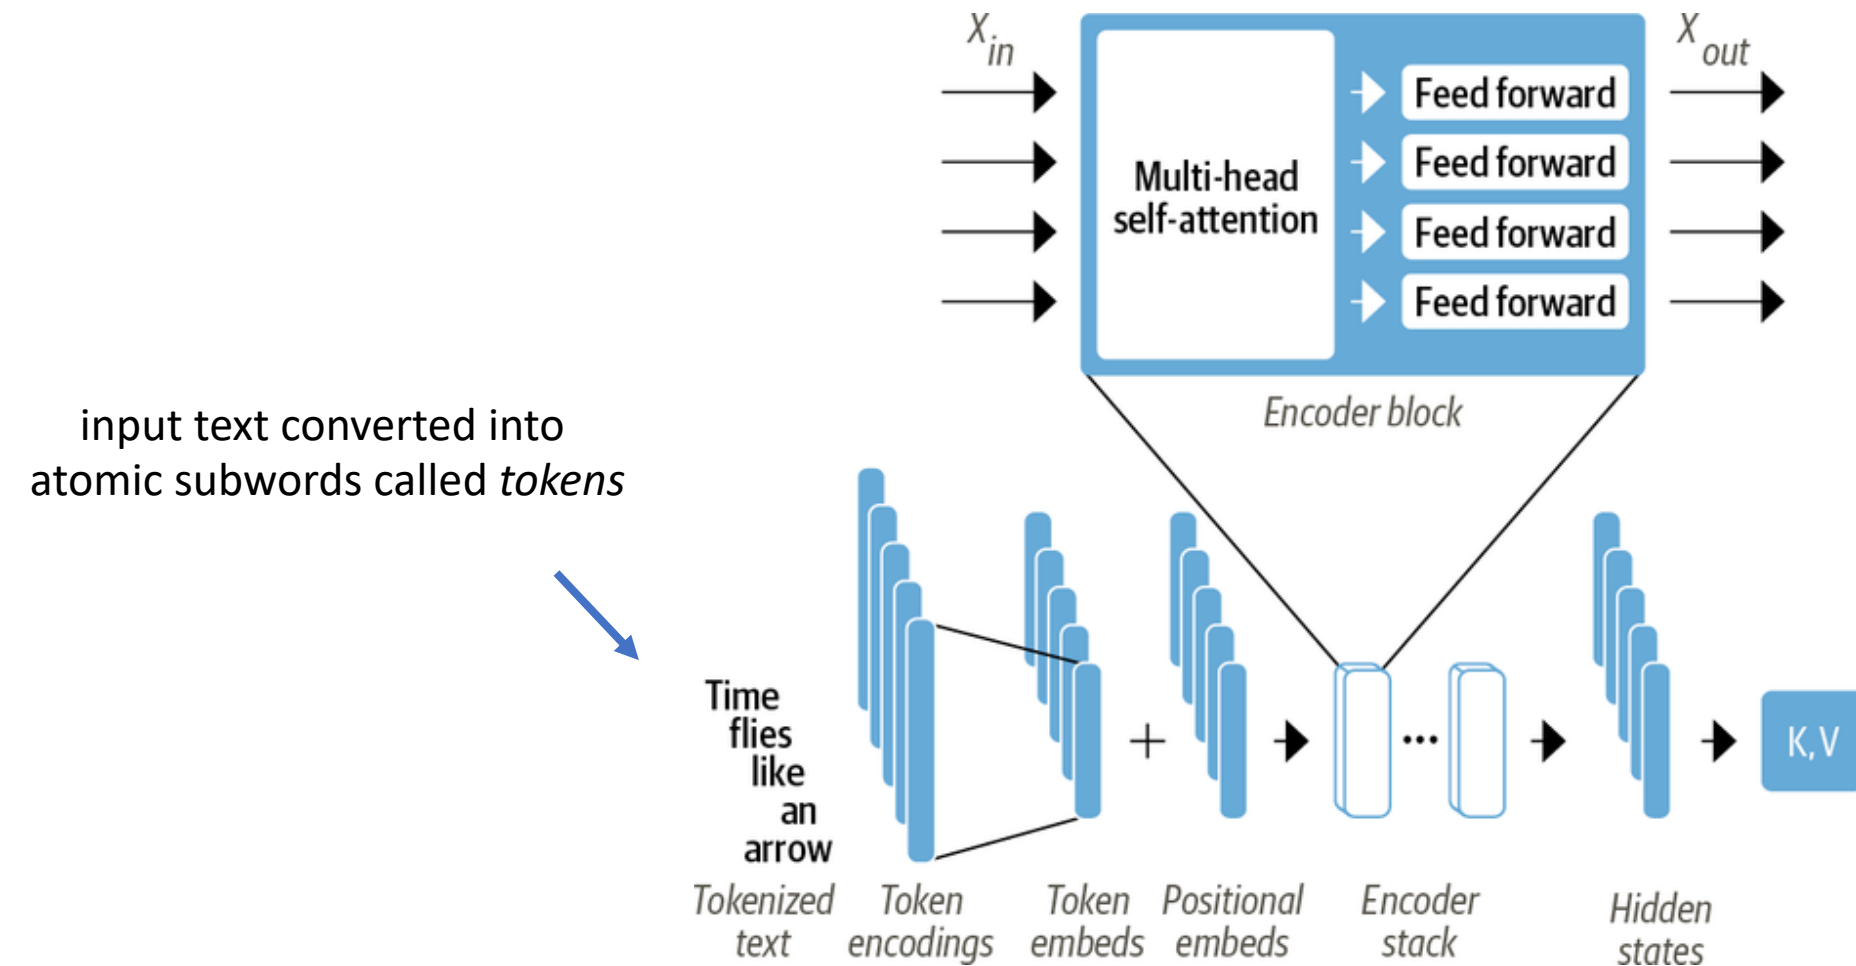 X in
X out
Feed forward
Feed forward
Multi-head
self-attention
Feed forward
Feed forward
Encoder block
input text converted into
atomic subwords called tokens
Time
flies
like
an
arrow
+
...
K, V
Tokenized
text
Token
encodings
Token
embeds
Positional
embeds
Encoder
stack
Hidden
states